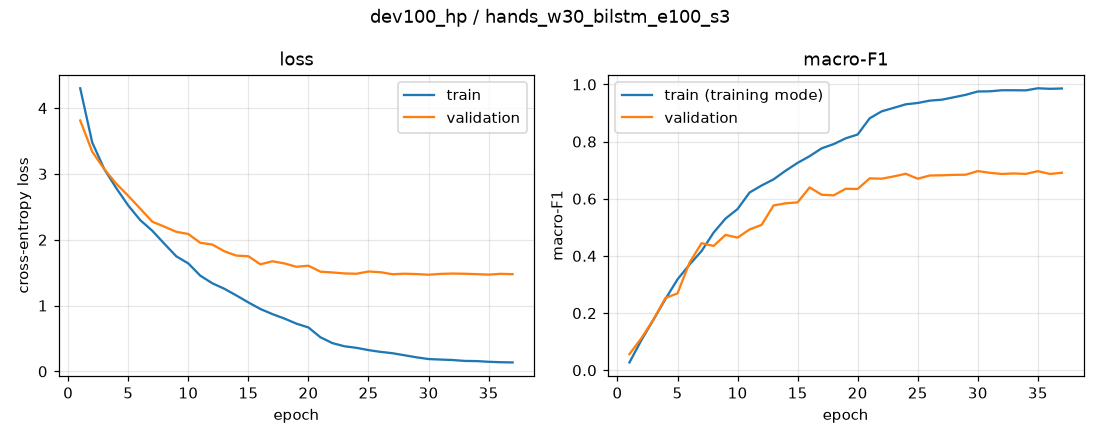 dev100_hp / hands_w30_bilstm_e100_s3
loss
cross-entropy loss
4
3
2
1
0
train
validation
0 5 10 15 20 25 30 35
epoch
macro-F1
macro-F1
1.0
0.8
0.6
0.4
0.2
0.0
train (training mode)
validation
0 5 10 15 20 25 30 35
epoch